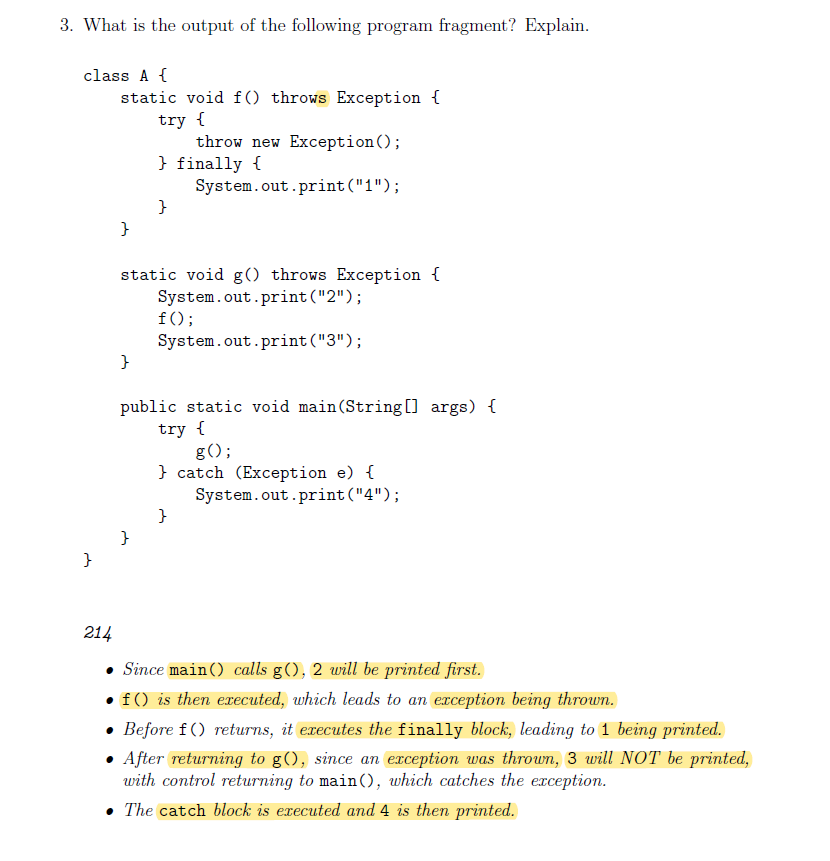 3. What is the output of the following program fragment? Explain.
class A {
static void f() throws Exception {
try {
throw new Exception();
} finally {
System.out.print("1");
}
}
static void g() throws Exception {
System.out.print("2");
f();
System.out.print("3");
}
public static void main(String[] args) {
try {
g();
} catch (Exception e) {
System.out.print("4");
}
}
}
214
• Since main() calls g(), 2 will be printed first.
• f() is then executed, which leads to an exception being thrown.
• Before f() returns, it executes the finally block, leading to 1 being printed.
• After returning to g(), since an exception was thrown, 3 will NOT be printed,
with control returning to main(), which catches the exception.
• The catch block is executed and 4 is then printed.